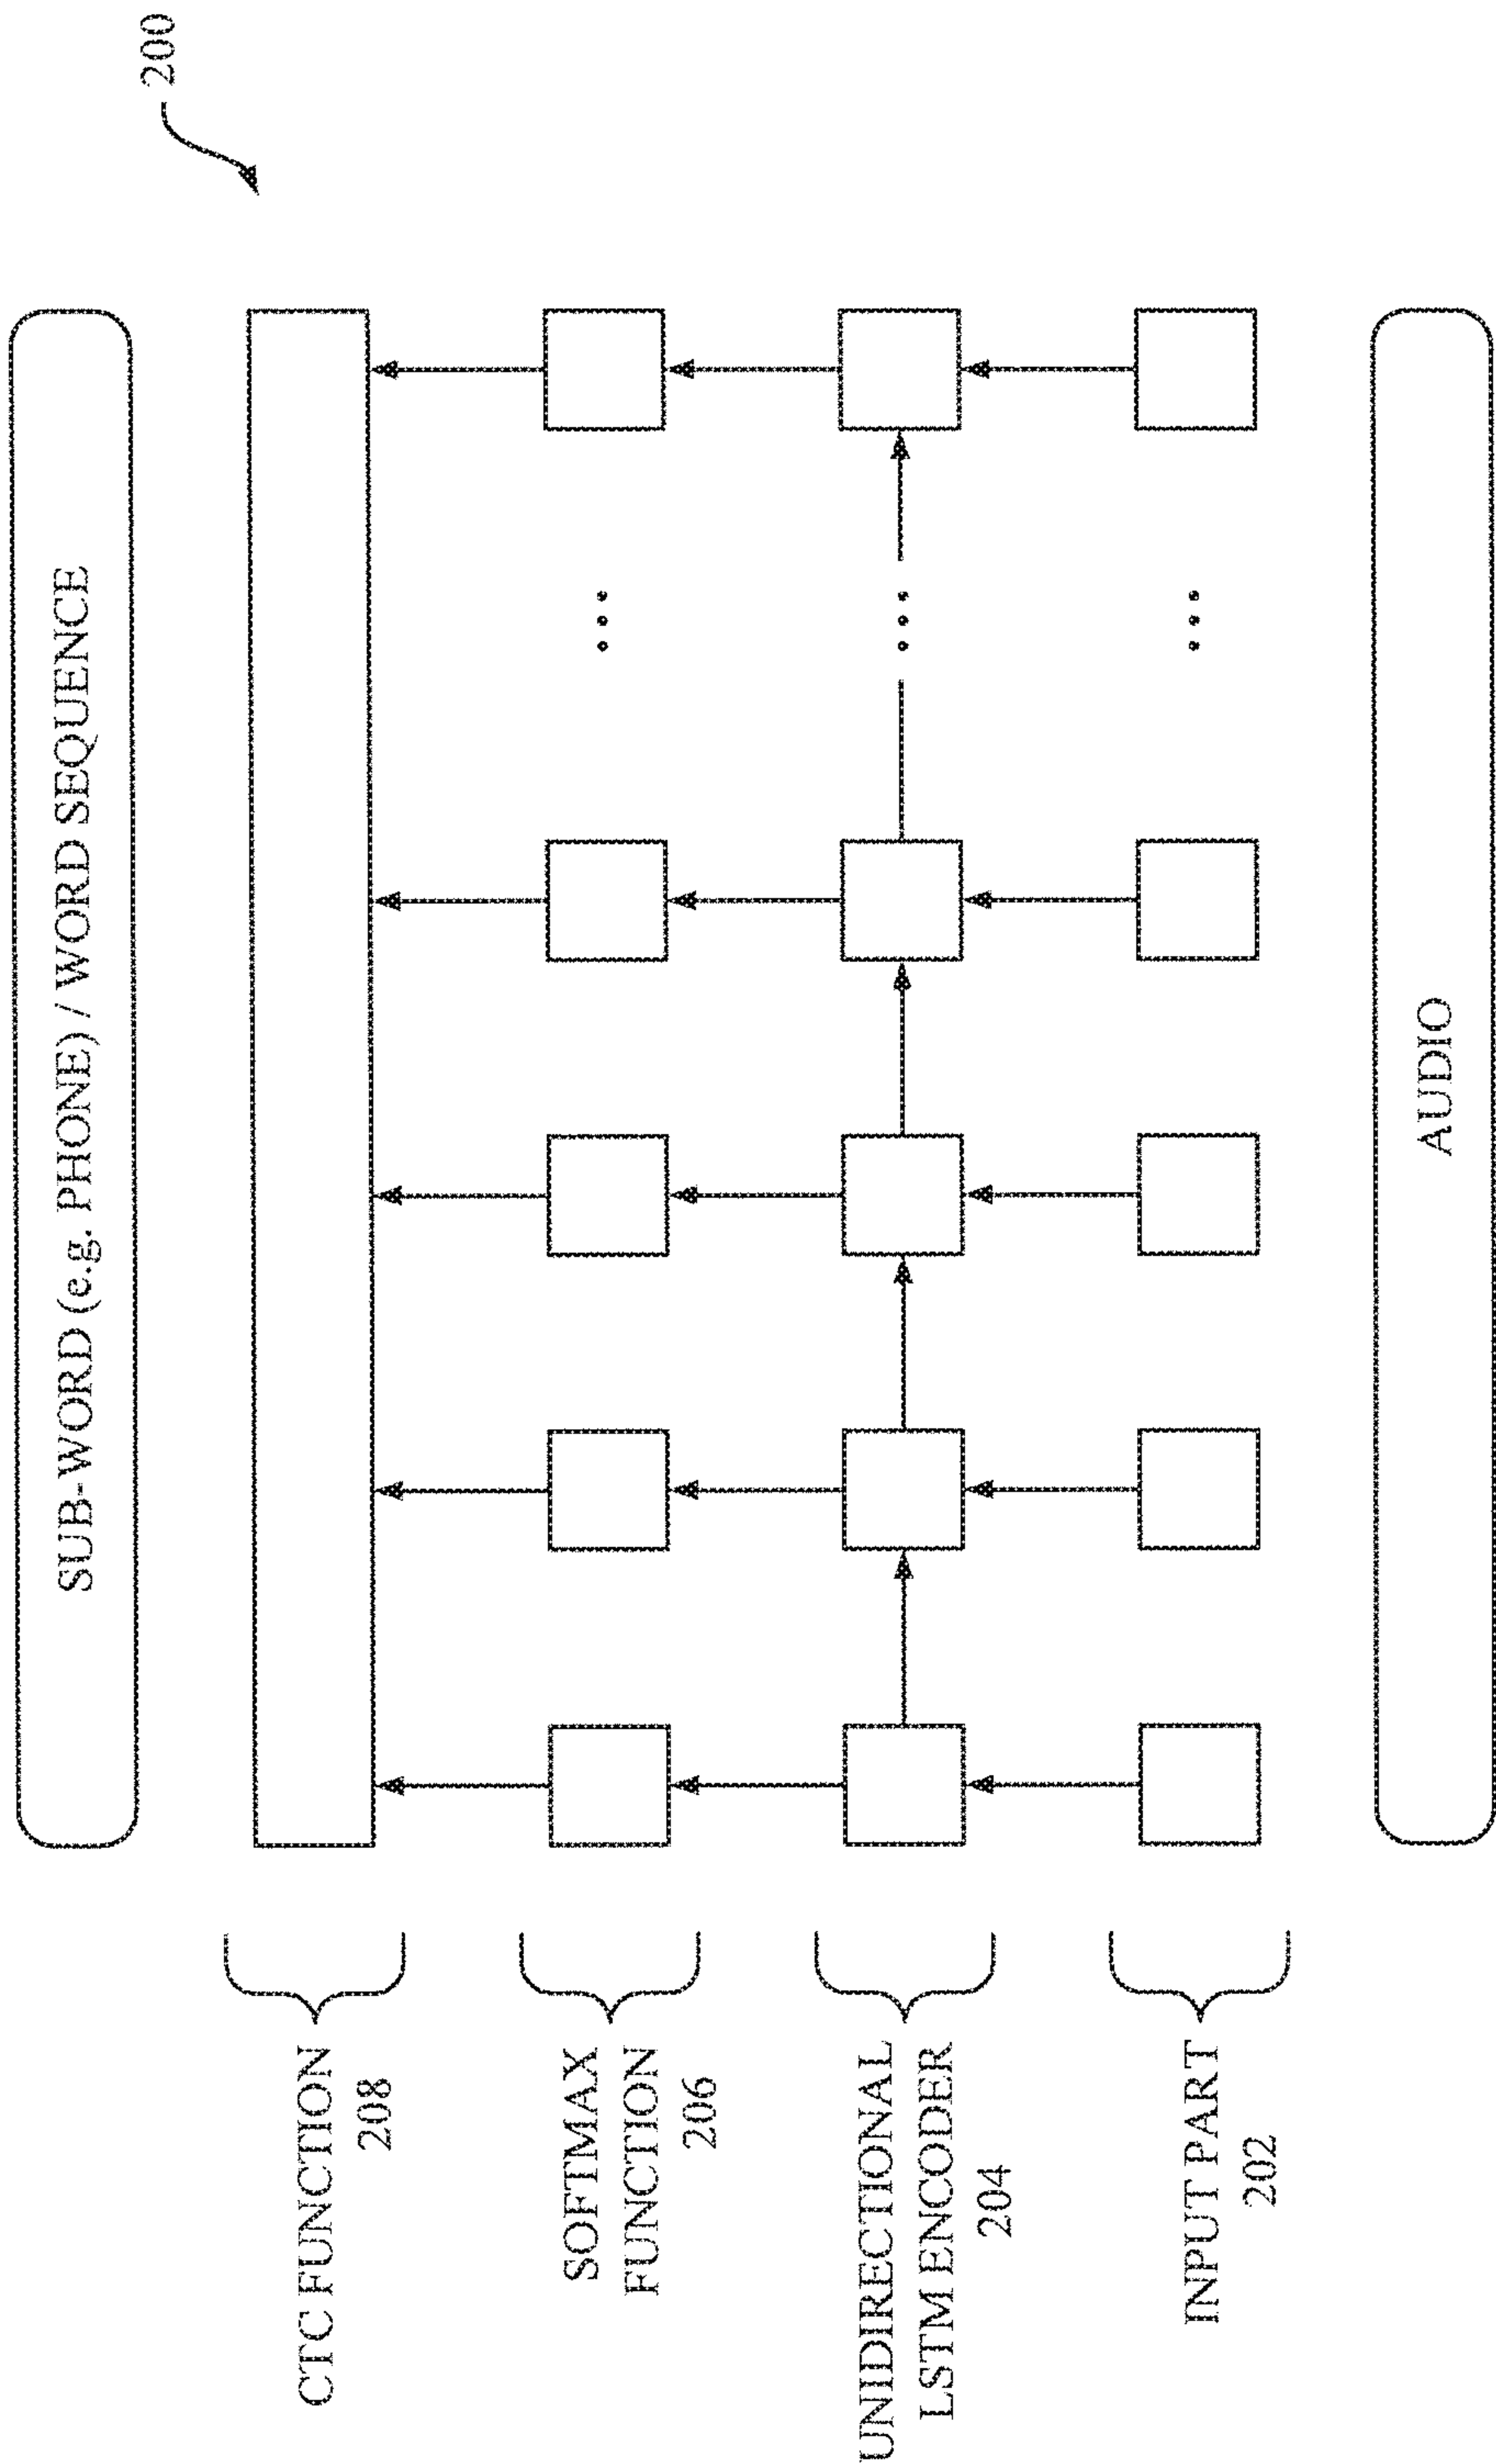 200
SUB-WORD (e.g. PHONE) / WORD SEQUENCE
CTC FUNCTION
208
SOFTMAX
FUNCTION
206
UNIDIRECTIONAL
LSTM ENCODER
204
INPUT PART
202
AUDIO